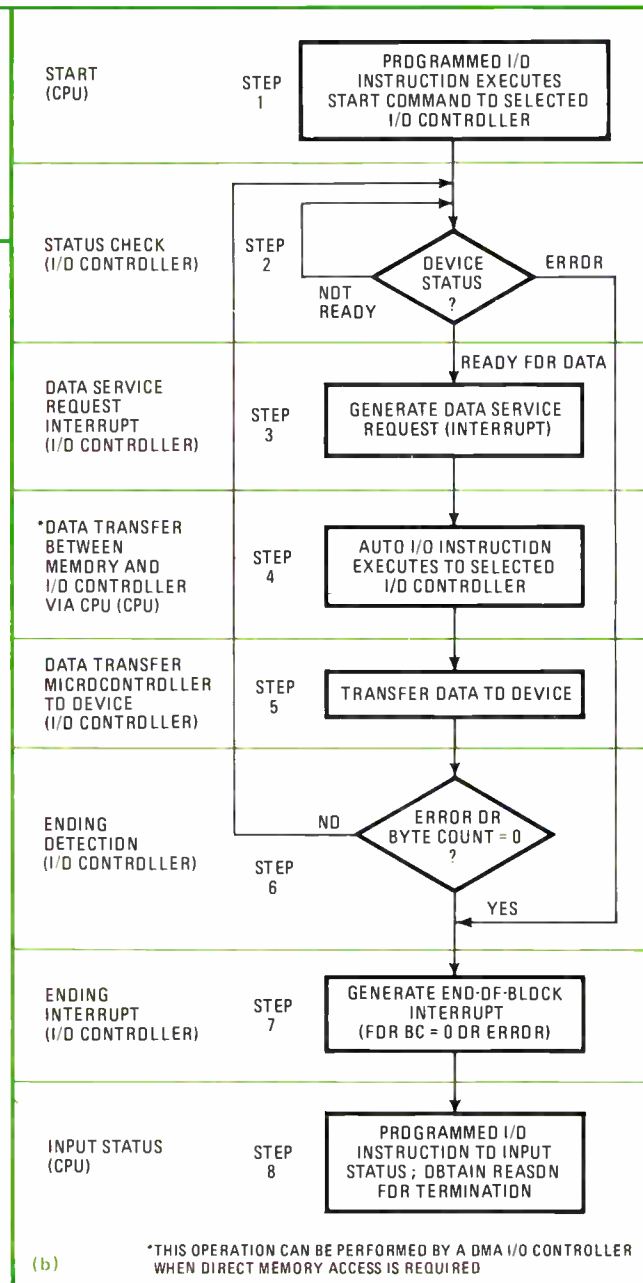 START
(CPU)
STEP
1
PROGRAMMED I/O
INSTRUCTION EXECUTES
START COMMAND TO SELECTED
I/O CONTROLLER
STATUS CHECK
(I/O CONTROLLER)
STEP
2
DEVICE
STATUS
?
NOT
READY
ERROR
READY FOR DATA
DATA SERVICE
REQUEST
INTERRUPT
(I/O CONTROLLER)
STEP
3
GENERATE DATA SERVICE
REQUEST (INTERRUPT)
*DATA TRANSFER
BETWEEN
MEMORY AND
I/O CONTROLLER
VIA CPU (CPU)
STEP
4
AUTO I/O INSTRUCTION
EXECUTES TO SELECTED
I/O CONTROLLER
DATA TRANSFER
MICROCONTROLLER
TO DEVICE
(I/O CONTROLLER)
STEP
5
TRANSFER DATA TO DEVICE
ENDING
DETECTION
(I/O CONTROLLER)
STEP
6
NO
ERROR OR
BYTE COUNT = 0
?
YES
ENDING
INTERRUPT
(I/O CONTROLLER)
STEP
7
GENERATE END-OF-BLOCK
INTERRUPT
(FOR BC = 0 OR ERROR)
INPUT STATUS
(CPU)
STEP
8
PROGRAMMED I/O
INSTRUCTION TO INPUT
STATUS; OBTAIN REASON
FOR TERMINATION
(b)
*THIS OPERATION CAN BE PERFORMED BY A DMA I/O CONTROLLER
WHEN DIRECT MEMORY ACCESS IS REQUIRED